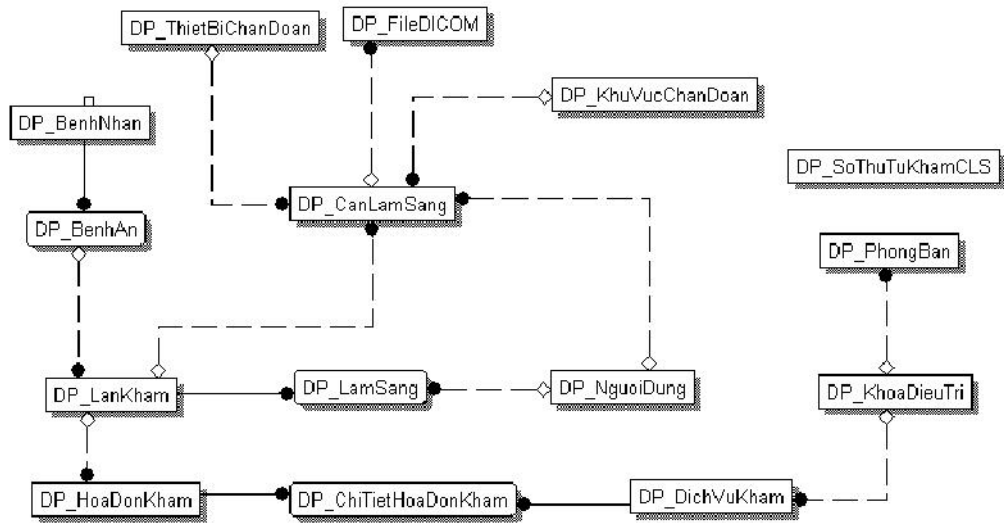 DP_ThietBiChanDoan
DP_FileDICOM
DP_KhuVucChanDoan
DP_BenhNhan
DP_SoThuTuKhamCLS
DP_CanLamSang
DP_BenhAn
DP_PhongBan
DP_LanKham
DP_LamSang
DP_NguoiDung
DP_KhoaDieuTri
DP_HoaDonKham
DP_ChiTietHoaDonKham
DP_DichVuKham